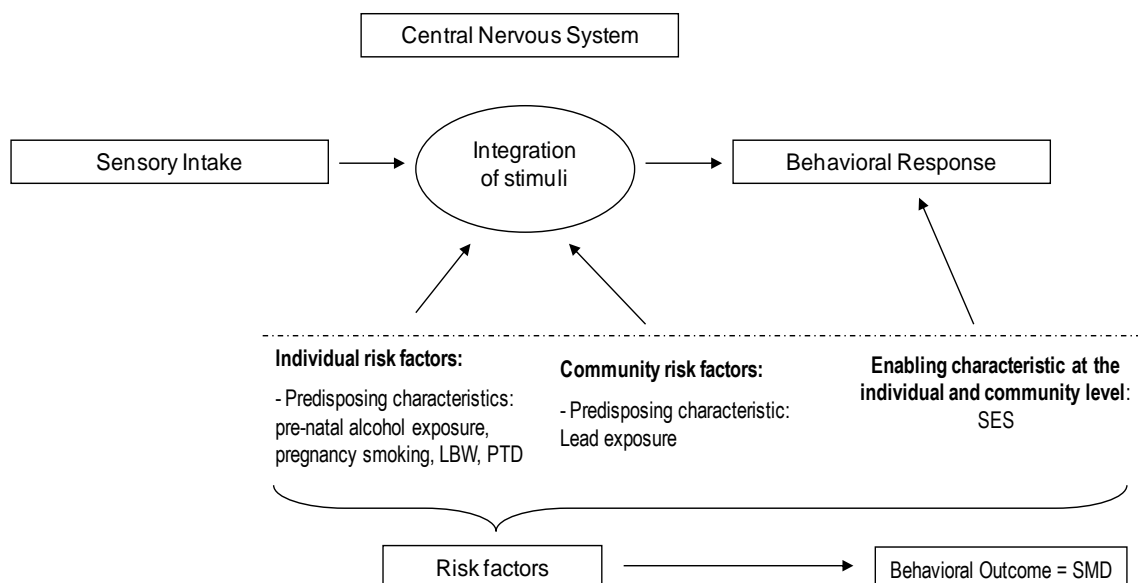 Central Nervous System
Sensory Intake
Integration
of stimuli
Behavioral Response
Individual risk factors:
- Predisposing characteristics:
pre-natal alcohol exposure,
pregnancy smoking, LBW, PTD
Community risk factors:
- Predisposing characteristic:
Lead exposure
Enabling characteristic at the
individual and community level:
SES
Risk factors
Behavioral Outcome = SMD